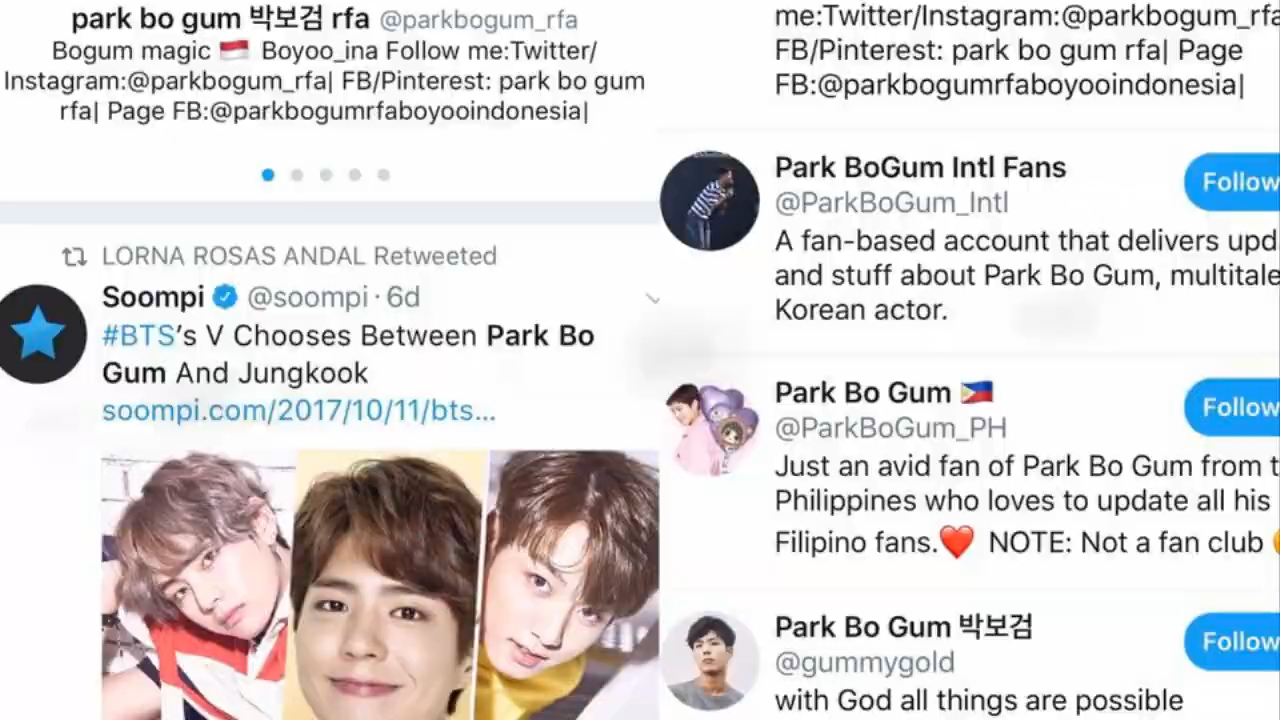 park bo gum 박보검 rfa @parkbogum_rfa
Bogum magic 🇮🇩 Boyoo_ina Follow me:Twitter/
Instagram:@parkbogum_rfa| FB/Pinterest: park bo gum
rfa| Page FB:@parkbogumrfaboyooindonesia|
LORNA ROSAS ANDAL Retweeted
Soompi @soompi · 6d
#BTS’s V Chooses Between Park Bo
Gum And Jungkook
soompi.com/2017/10/11/bts...
me:Twitter/Instagram:@parkbogum_rfa
FB/Pinterest: park bo gum rfa| Page
FB:@parkbogumrfaboyooindonesia|
Park BoGum Intl Fans
@ParkBoGum_Intl
Follow
A fan-based account that delivers upd
and stuff about Park Bo Gum, multitale
Korean actor.
Park Bo Gum 🇵🇭
@ParkBoGum_PH
Follow
Just an avid fan of Park Bo Gum from t
Philippines who loves to update all his
Filipino fans.❤️ NOTE: Not a fan club
Park Bo Gum 박보검
@gummygold
Follow
with God all things are possible